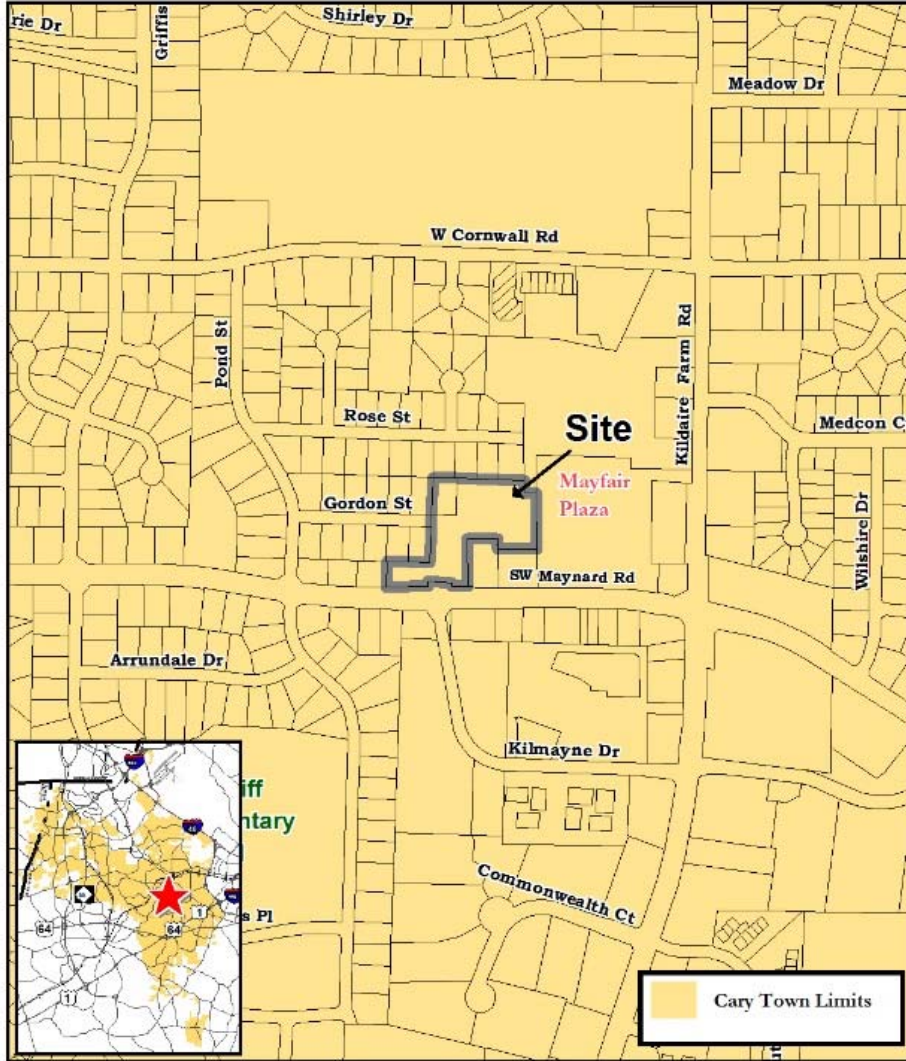 rie Dr
Griffis
Shirley Dr
Meadow Dr
W Cornwall Rd
Pond St
Kildaire Farm Rd
Rose St
Site
Medcon C
Mayfair
Plaza
Gordon St
Wilshire Dr
SW Maynard Rd
Arrundale Dr
Kilmayne Dr
iff
ntary
Commonwealth Ct
s Pl
40
1
64
64
1
Cary Town Limits
ut